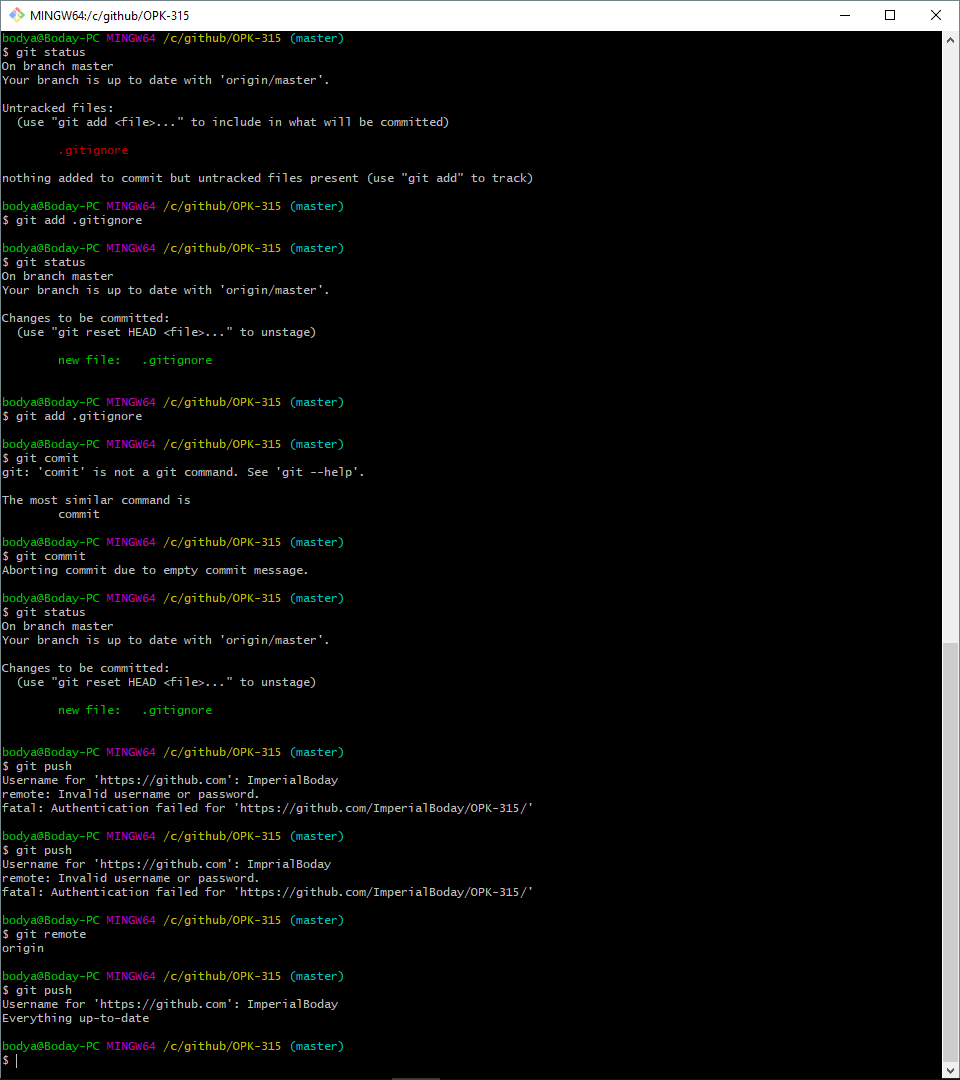 MINGW64:/c/github/OPK-315
bodya@Boday-PC MINGW64 /c/github/OPK-315 (master)
$ git status
On branch master
Your branch is up to date with 'origin/master'.
Untracked files:
  (use "git add <file>..." to include in what will be committed)
        .gitignore
nothing added to commit but untracked files present (use "git add" to track)
bodya@Boday-PC MINGW64 /c/github/OPK-315 (master)
$ git add .gitignore
bodya@Boday-PC MINGW64 /c/github/OPK-315 (master)
$ git status
On branch master
Your branch is up to date with 'origin/master'.
Changes to be committed:
  (use "git reset HEAD <file>..." to unstage)
        new file:   .gitignore
bodya@Boday-PC MINGW64 /c/github/OPK-315 (master)
$ git add .gitignore
bodya@Boday-PC MINGW64 /c/github/OPK-315 (master)
$ git comit
git: 'comit' is not a git command. See 'git --help'.
The most similar command is
        commit
bodya@Boday-PC MINGW64 /c/github/OPK-315 (master)
$ git commit
Aborting commit due to empty commit message.
bodya@Boday-PC MINGW64 /c/github/OPK-315 (master)
$ git status
On branch master
Your branch is up to date with 'origin/master'.
Changes to be committed:
  (use "git reset HEAD <file>..." to unstage)
        new file:   .gitignore
bodya@Boday-PC MINGW64 /c/github/OPK-315 (master)
$ git push
Username for 'https://github.com': ImperialBoday
remote: Invalid username or password.
fatal: Authentication failed for 'https://github.com/ImperialBoday/OPK-315/'
bodya@Boday-PC MINGW64 /c/github/OPK-315 (master)
$ git push
Username for 'https://github.com': ImprialBoday
remote: Invalid username or password.
fatal: Authentication failed for 'https://github.com/ImperialBoday/OPK-315/'
bodya@Boday-PC MINGW64 /c/github/OPK-315 (master)
$ git remote
origin
bodya@Boday-PC MINGW64 /c/github/OPK-315 (master)
$ git push
Username for 'https://github.com': ImperialBoday
Everything up-to-date
bodya@Boday-PC MINGW64 /c/github/OPK-315 (master)
$